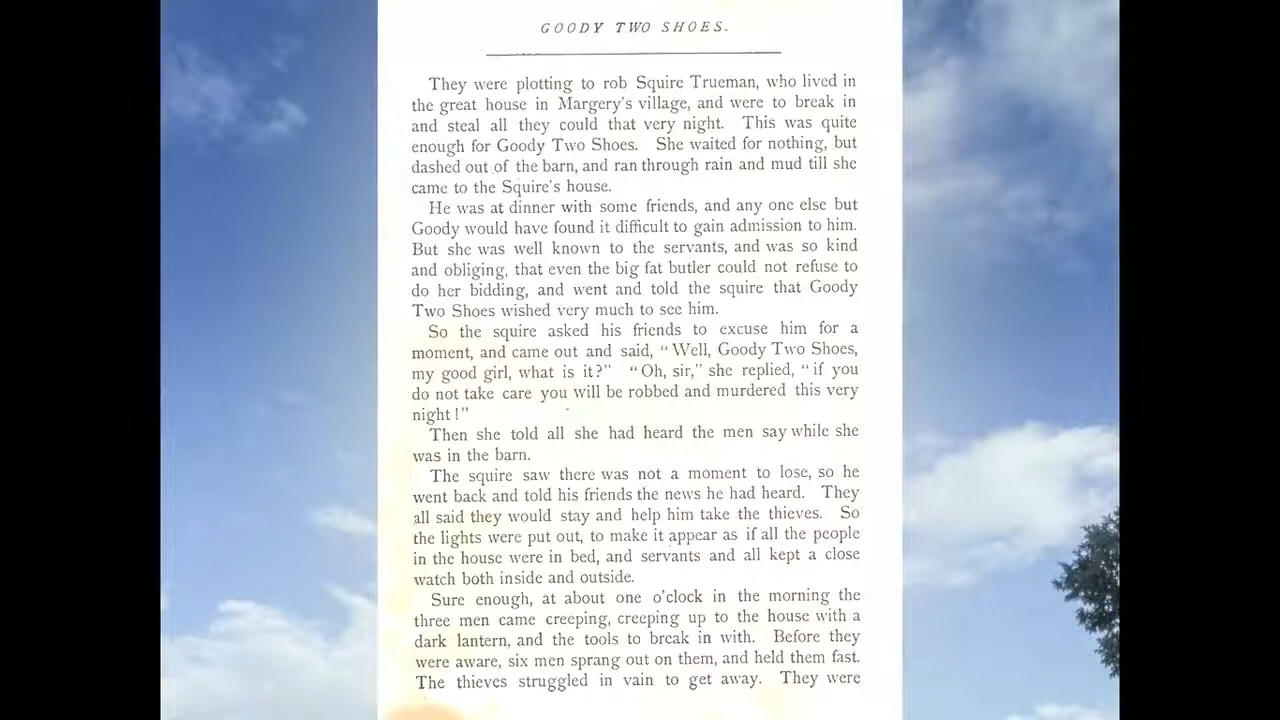 GOODY TWO SHOES.
They were plotting to rob Squire Trueman, who lived in
the great house in Margery's village, and were to break in
and steal all they could that very night. This was quite
enough for Goody Two Shoes. She waited for nothing, but
dashed out of the barn, and ran through rain and mud till she
came to the Squire's house.
He was at dinner with some friends, and any one else but
Goody would have found it difficult to gain admission to him.
But she was well known to the servants, and was so kind
and obliging, that even the big fat butler could not refuse to
do her bidding, and went and told the squire that Goody
Two Shoes wished very much to see him.
So the squire asked his friends to excuse him for a
moment, and came out and said, "Well, Goody Two Shoes,
my good girl, what is it?" "Oh, sir," she replied, "if you
do not take care you will be robbed and murdered this very
night!"
Then she told all she had heard the men say while she
was in the barn.
The squire saw there was not a moment to lose, so he
went back and told his friends the news he had heard. They
all said they would stay and help him take the thieves. So
the lights were put out, to make it appear as if all the people
in the house were in bed, and servants and all kept a close
watch both inside and outside.
Sure enough, at about one o'clock in the morning the
three men came creeping, creeping up to the house with a
dark lantern, and the tools to break in with. Before they
were aware, six men sprang out on them, and held them fast.
The thieves struggled in vain to get away. They were